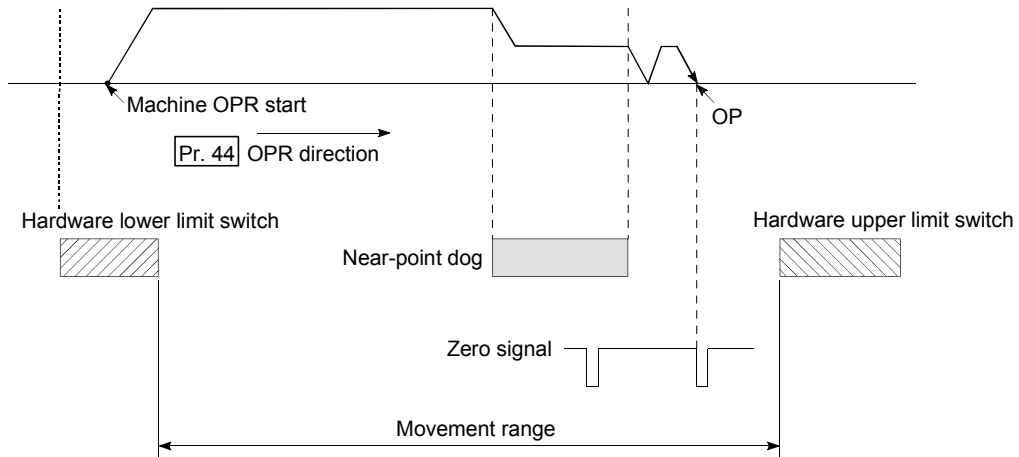 Machine OPR start
OP
Pr. 44 OPR direction
Hardware lower limit switch
Hardware upper limit switch
Near-point dog
Zero signal
Movement range